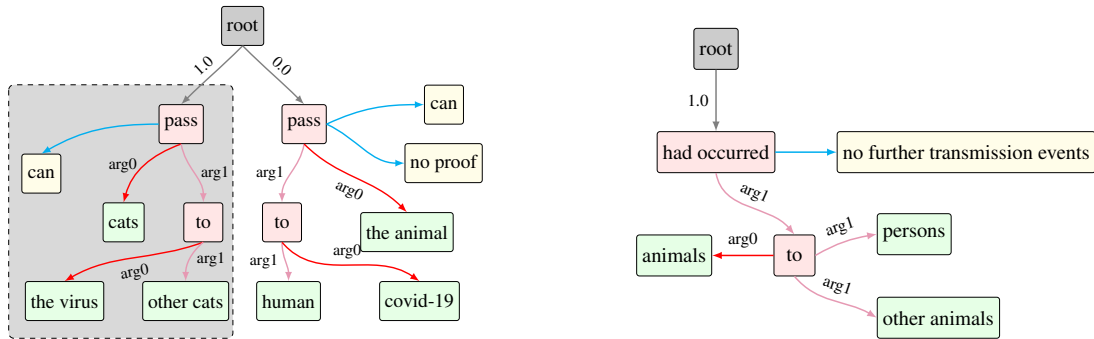 root
1.0
0.0
pass
pass
can
can
no proof
arg0
arg1
arg1
arg0
cats
to
to
the animal
arg0
arg1
arg1
arg0
the virus
other cats
human
covid-19
root
1.0
had occurred
no further transmission events
arg1
animals
arg0
to
arg1
persons
arg1
other animals